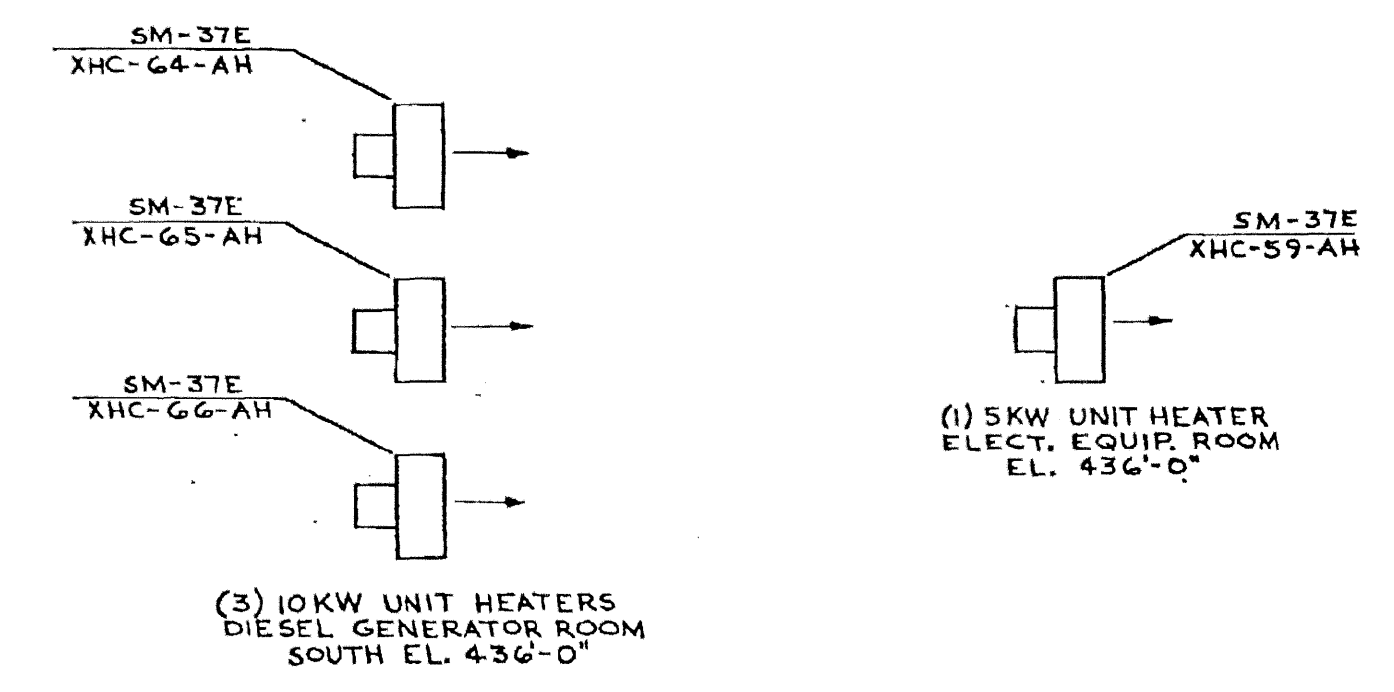 SM-37E
XHC-64-AH
SM-37E
XHC-65-AH
SM-37E
XHC-66-AH
(3) 10KW UNIT HEATERS
DIESEL GENERATOR ROOM
SOUTH EL. 436'-0"
SM-37E
XHC-59-AH
(1) 5KW UNIT HEATER
ELECT. EQUIP. ROOM
EL. 436'-0"